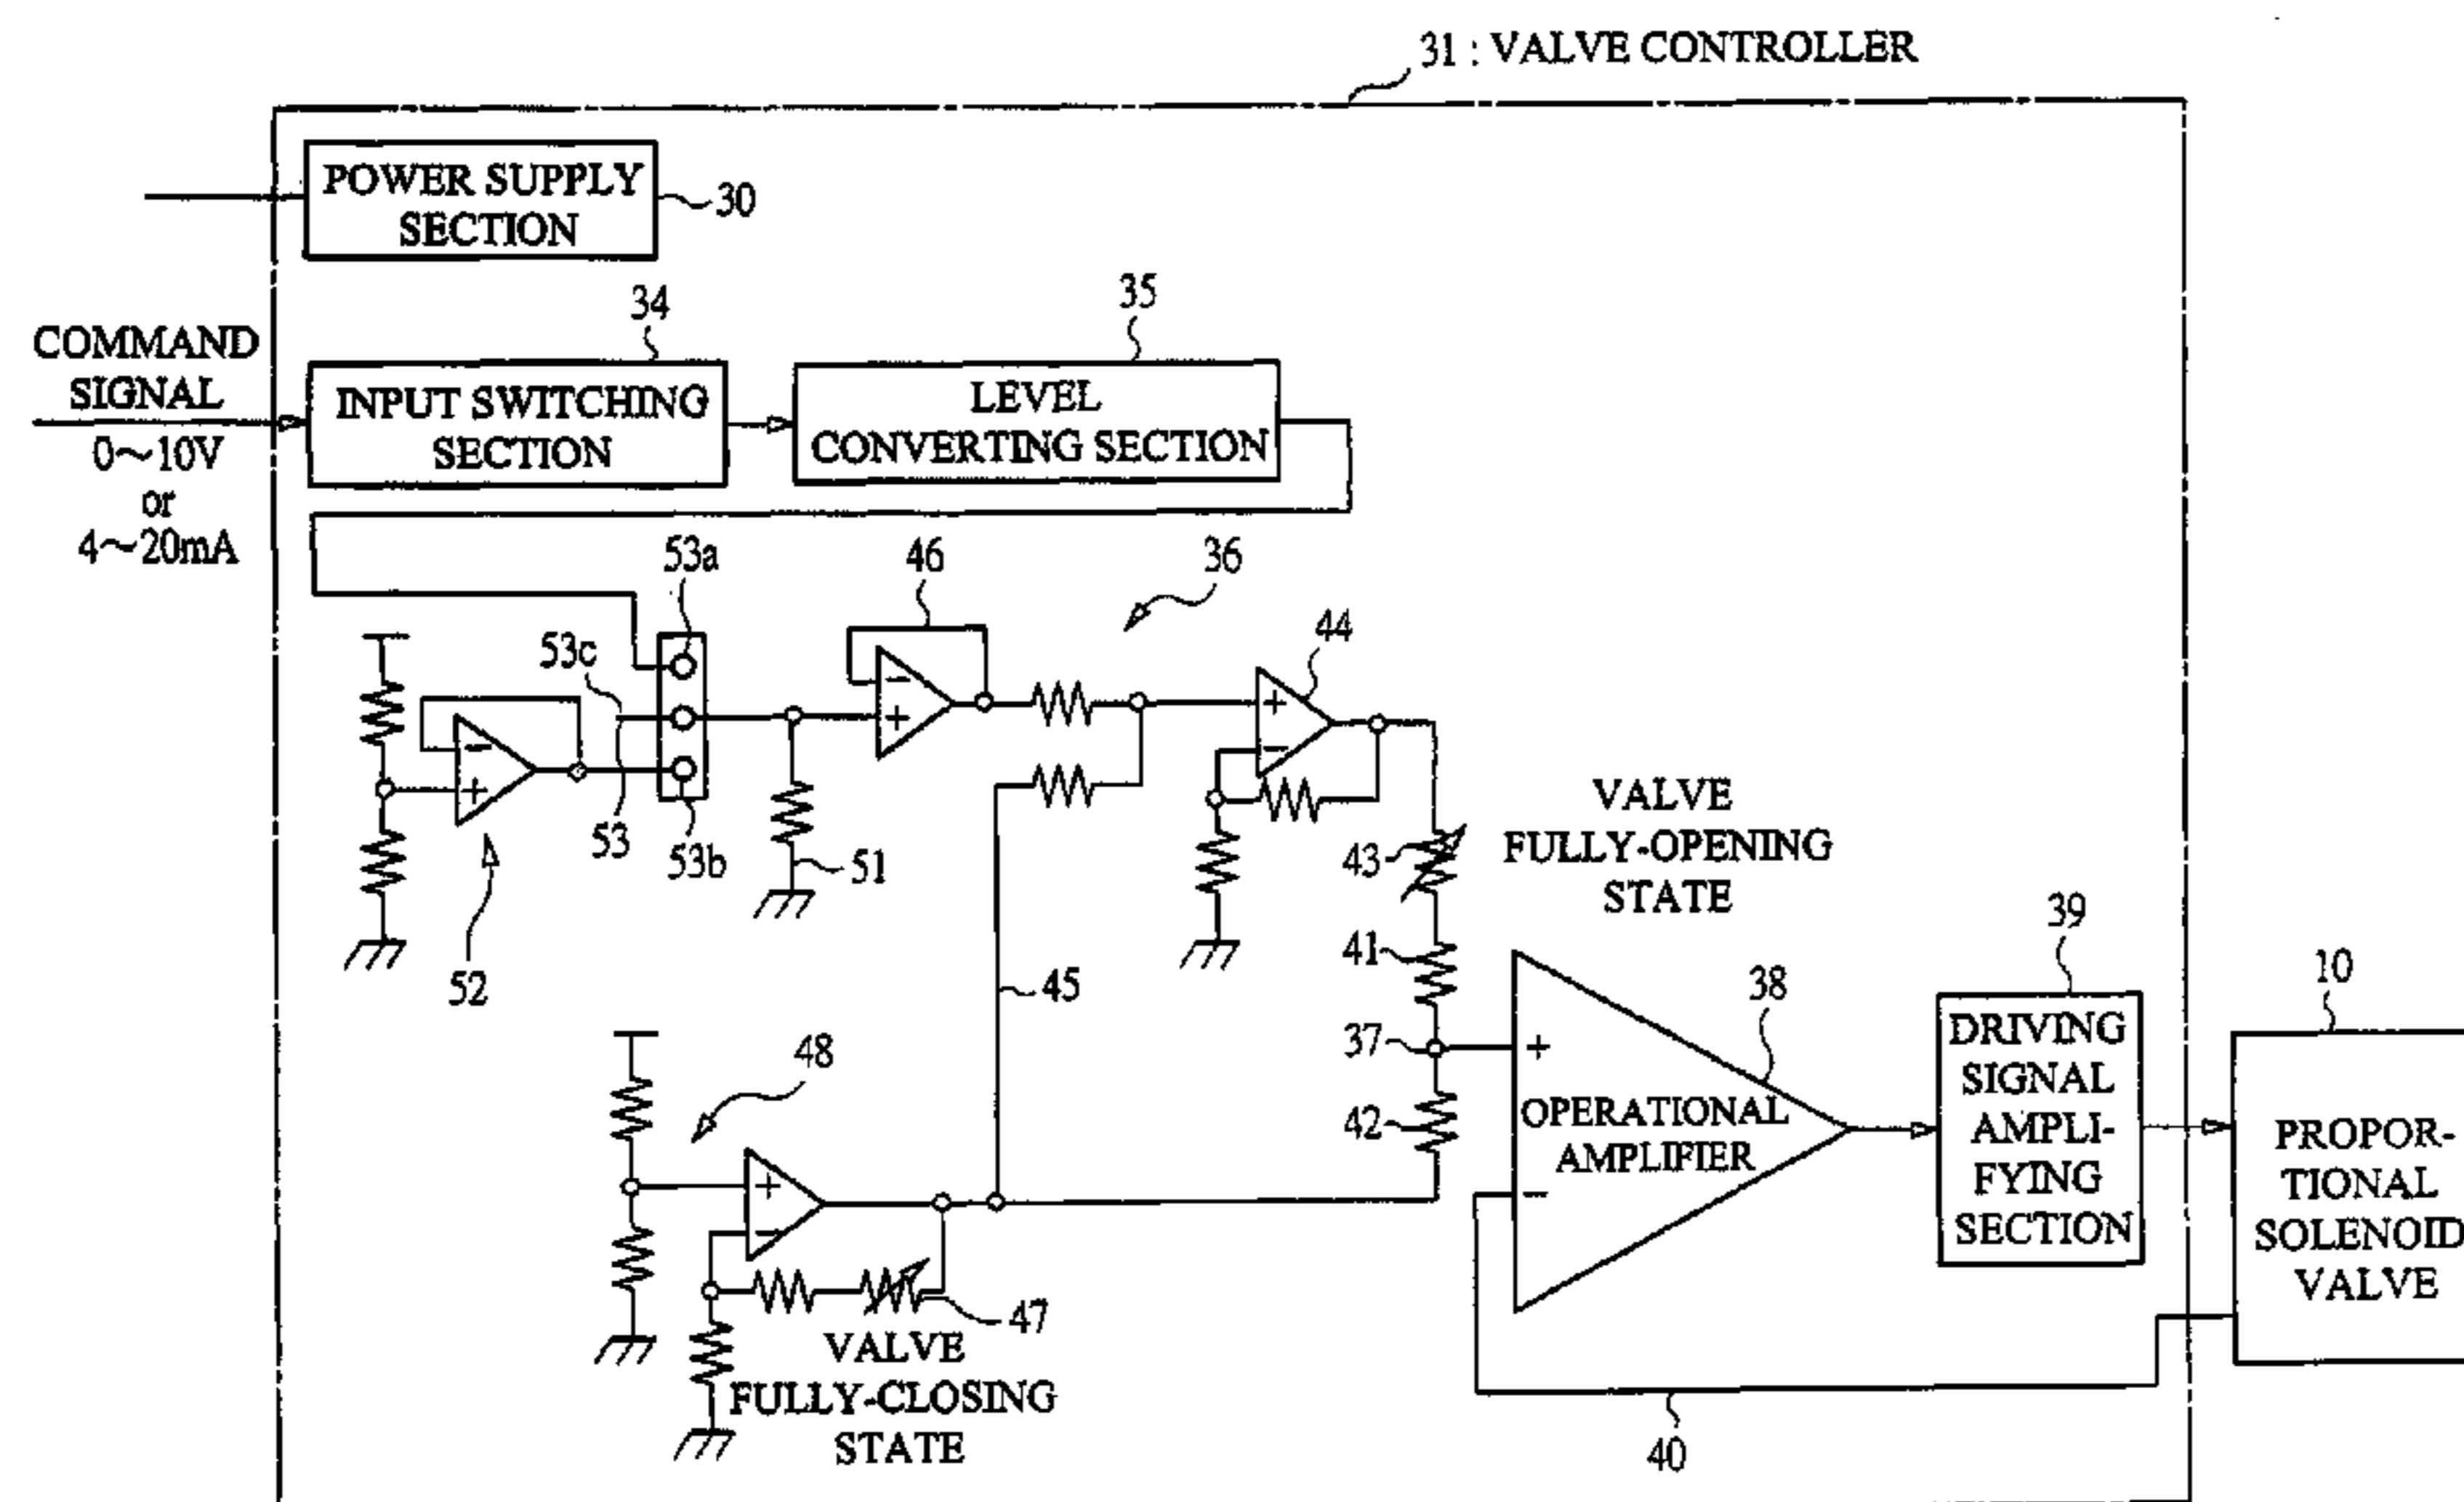 31 : VALVE CONTROLLER
POWER SUPPLY
SECTION
30
34
35
COMMAND
SIGNAL
0～10V
or
4～20mA
INPUT SWITCHING
SECTION
LEVEL
CONVERTING SECTION
53a
46
36
53c
44
-
+
+
-
-
+
53
53b
51
52
VALVE
FULLY-OPENING
STATE
43
41
45
39
38
10
37
42
+
OPERATIONAL
AMPLIFIER
-
DRIVING
SIGNAL
AMPLI-
FYING
SECTION
PROPOR-
TIONAL
SOLENOID
VALVE
48
+
-
47
VALVE
FULLY-CLOSING
STATE
40